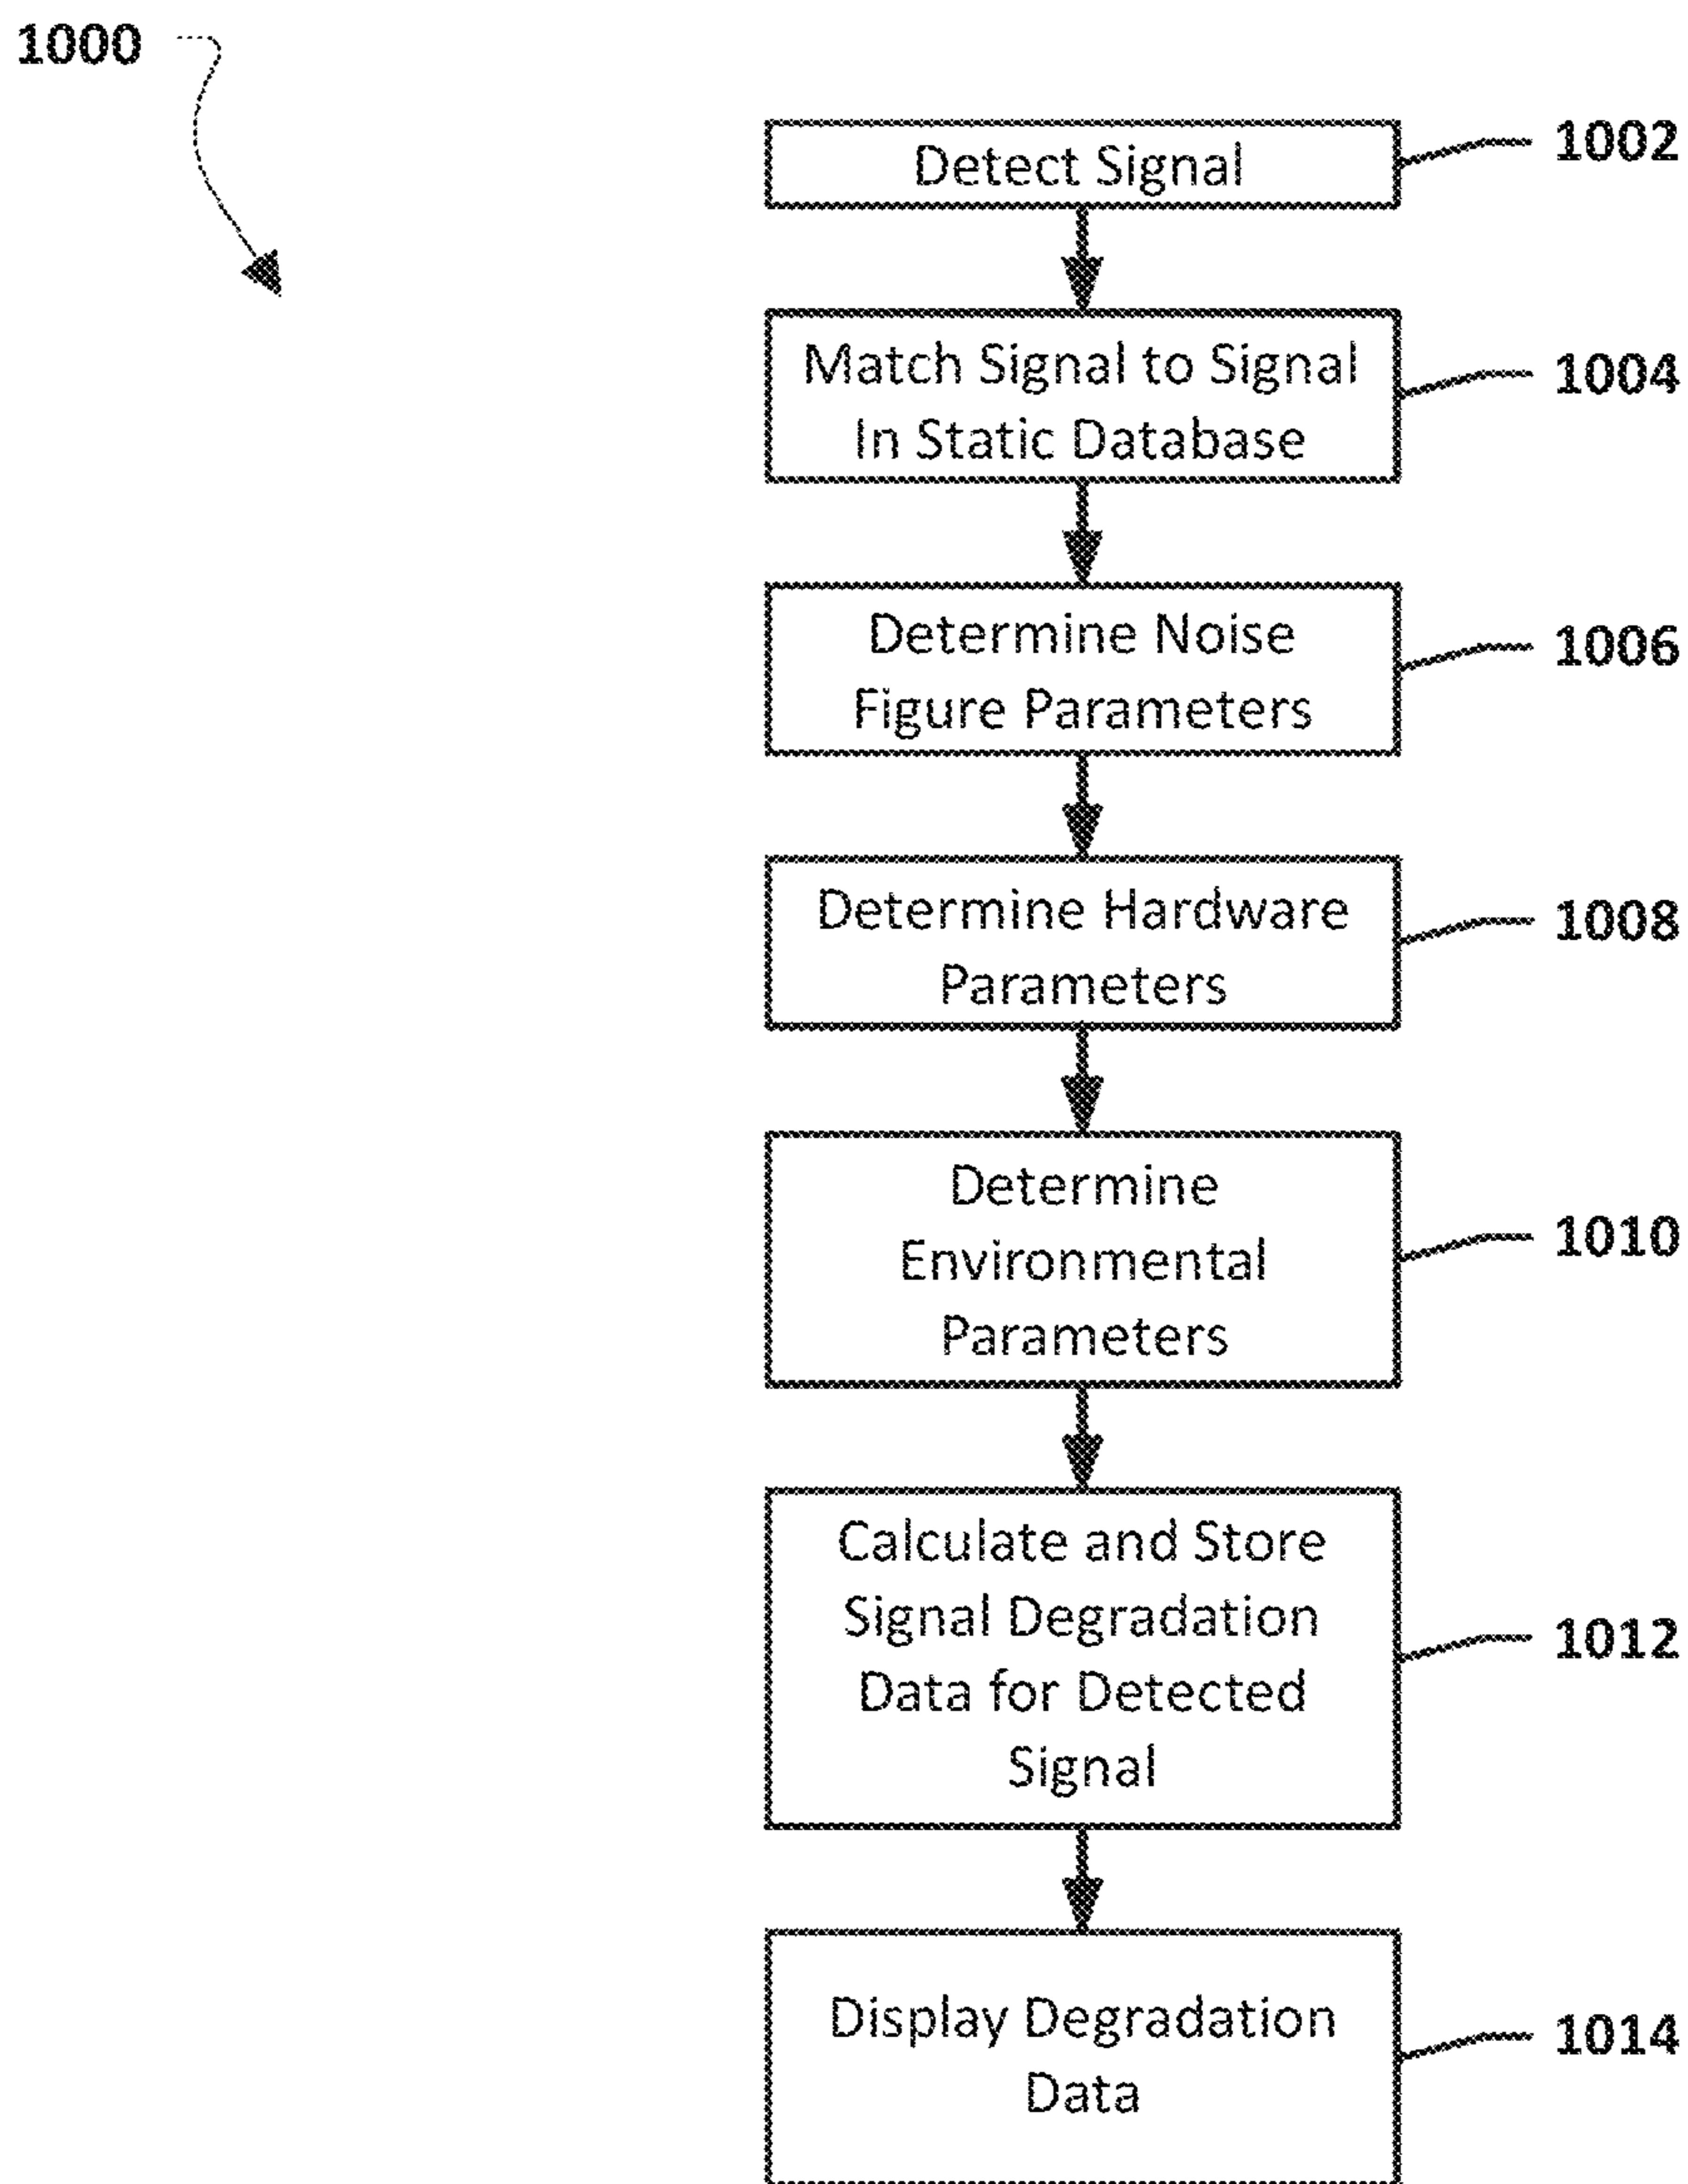 1000
Detect Signal
1002
Match Signal to Signal
In Static Database
1004
Determine Noise
Figure Parameters
1006
Determine Hardware
Parameters
1008
Determine
Environmental
Parameters
1010
Calculate and Store
Signal Degradation
Data for Detected
Signal
1012
Display Degradation
Data
1014